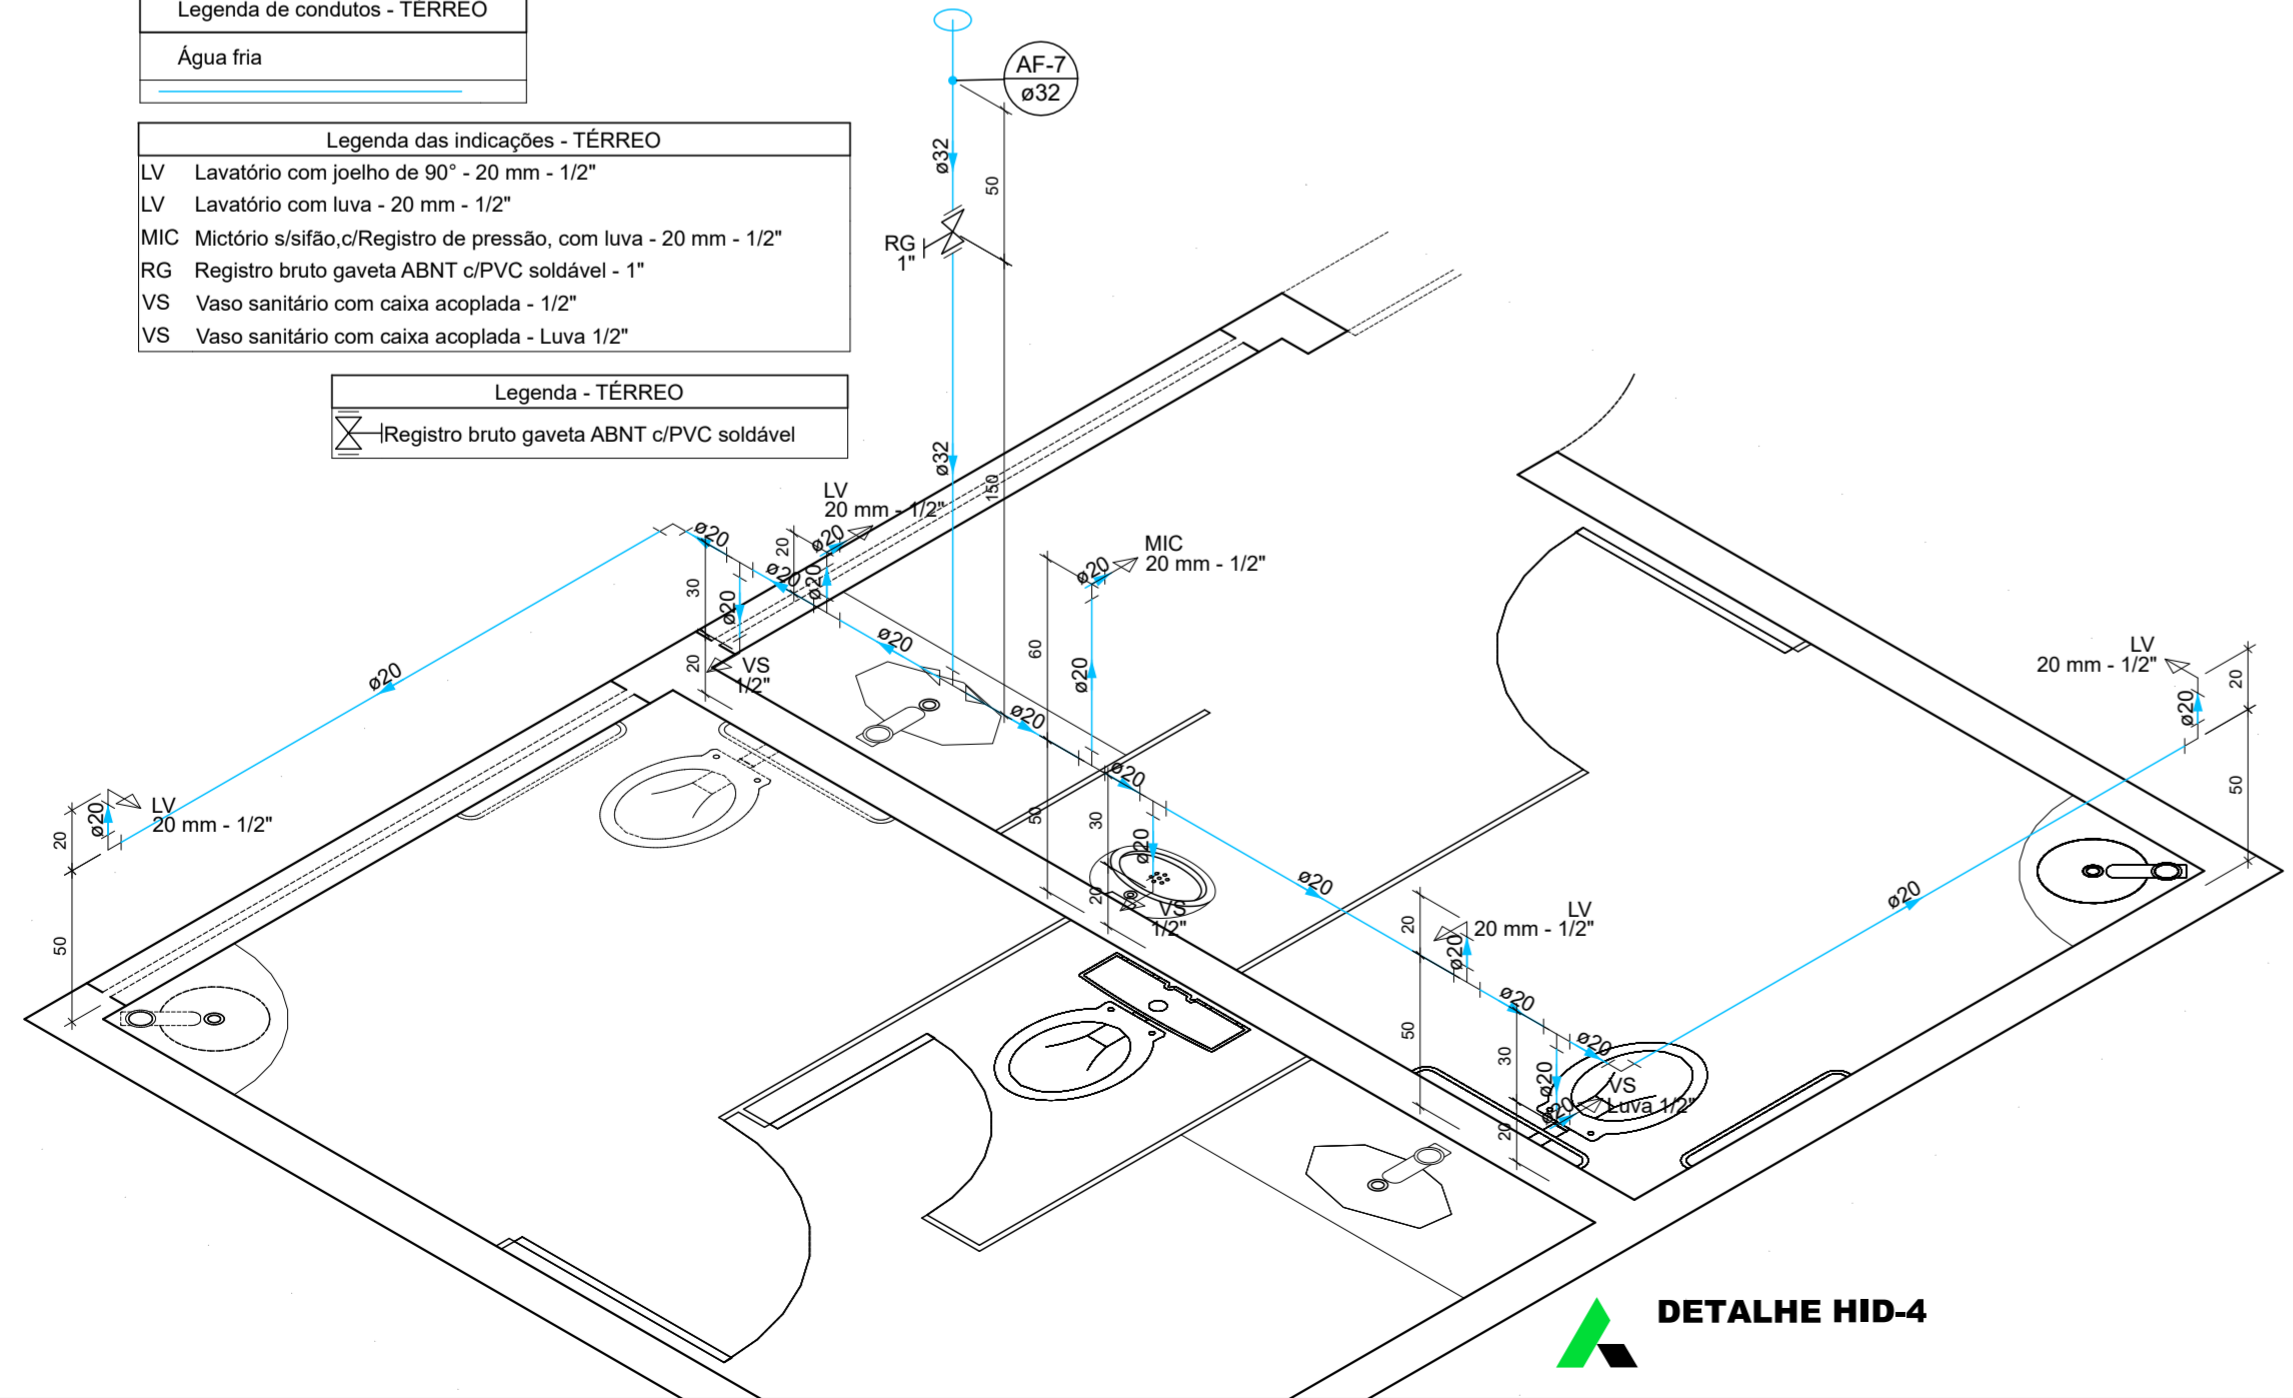 Legenda de condutos - TÉRREO
Água fria
Legenda das indicações - TÉRREO
LV Lavatório com joelho de 90° - 20 mm - 1/2"
LV Lavatório com luva - 20 mm - 1/2"
MIC Mictório s/sifão,c/Registro de pressão, com luva - 20 mm - 1/2"
RG Registro bruto gaveta ABNT c/PVC soldável - 1"
VS Vaso sanitário com caixa acoplada - 1/2"
VS Vaso sanitário com caixa acoplada - Luva 1/2"
Legenda - TÉRREO
Registro bruto gaveta ABNT c/PVC soldável
AF-7
ø32
ø32
50
RG
1"
ø32
150
LV
20 mm - 1/2"
ø20
20
ø20
ø20
ø20
30
ø20
20
VS
1/2"
ø20
ø20
LV
20 mm - 1/2"
ø20
20
50
MIC
20 mm - 1/2"
ø20
60
ø20
ø20
ø20
50
30
ø20
20
VS
1/2"
ø20
LV
20 mm - 1/2"
20
ø20
50
ø20
ø20
30
ø20
VS
Luva 1/2"
ø20
20
ø20
LV
20 mm - 1/2"
20
ø20
50
DETALHE HID-4